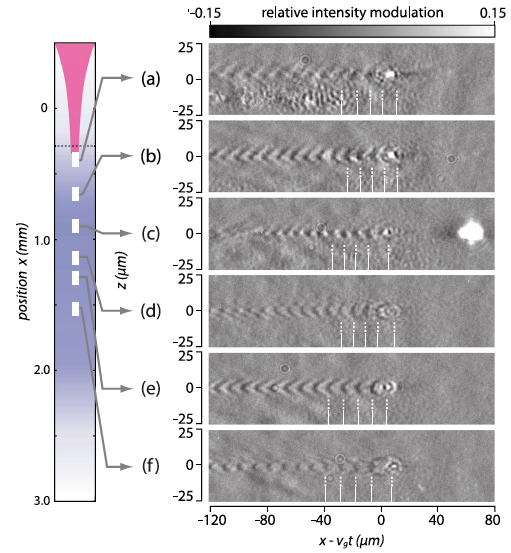 '-0.15 relative intensity modulation 0.15
position x (mm)
0
1.0
2.0
3.0
z (µm)
(a)
25
0
-25
(b)
25
0
-25
(c)
25
0
-25
(d)
25
0
-25
(e)
25
0
-25
(f)
25
0
-25
-120 -80 -40 0 40 80
x - vgt (µm)